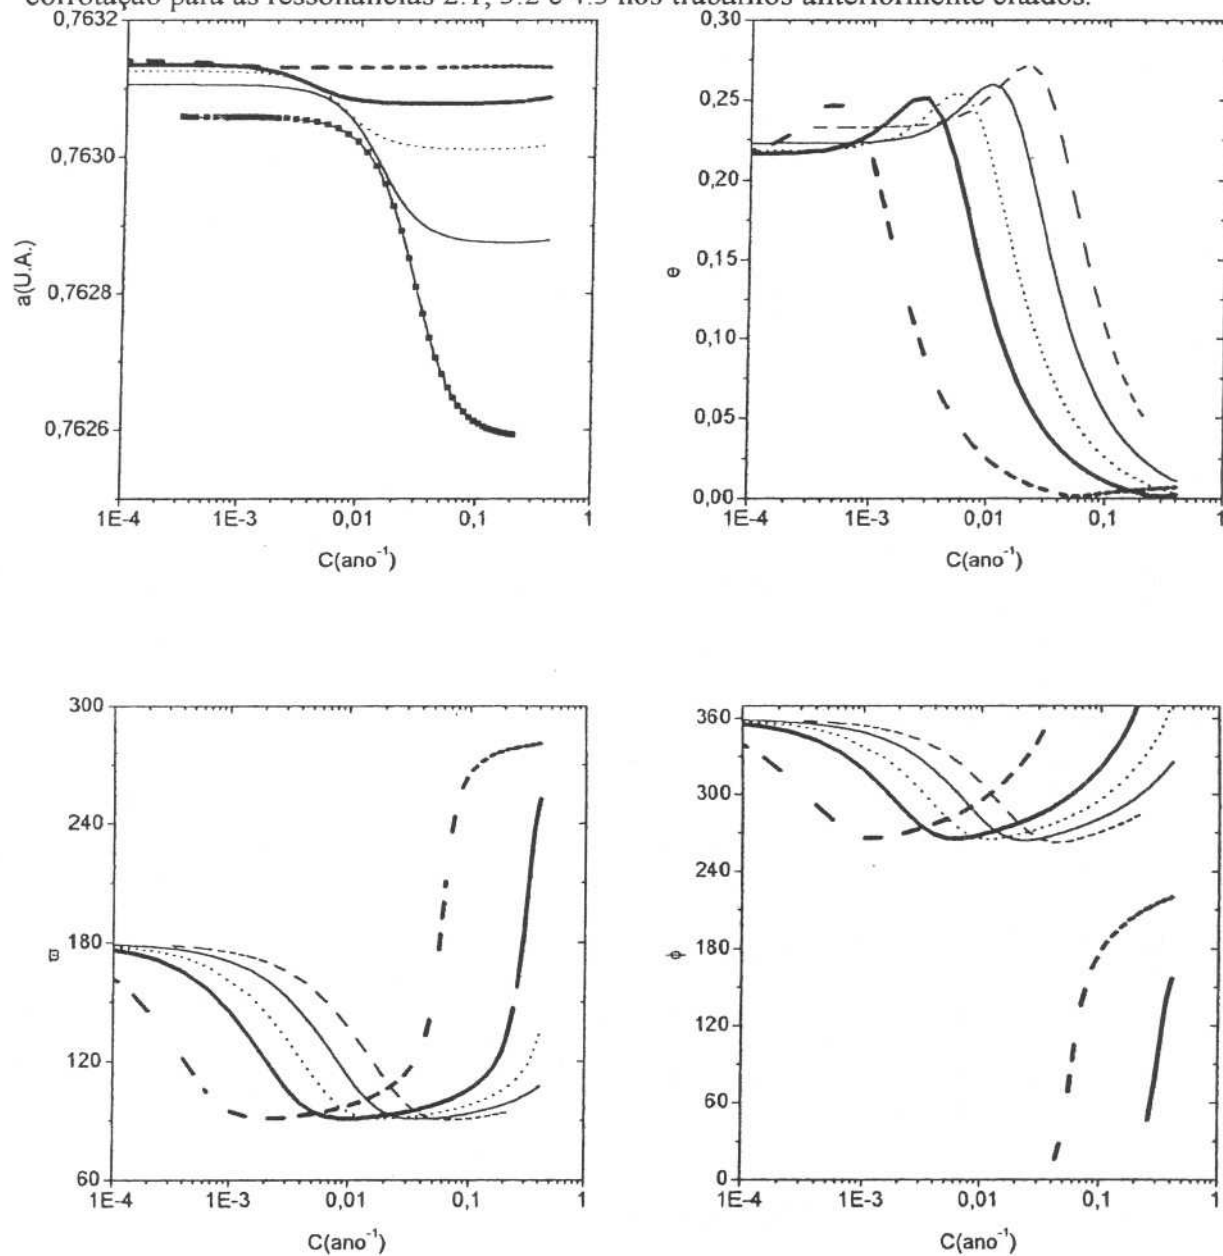 corrotação para as ressonâncias 2:1, 3:2 e 4:3 nos trabalhos anteriormente citados.
0,7632
0,7630
0,7628
0,7626
a(U.A.)
1E-4 1E-3 0,01 0,1 1
C(ano⁻¹)
0,30
0,25
0,20
0,15
0,10
0,05
0,00
e
1E-4 1E-3 0,01 0,1 1
C(ano⁻¹)
300
240
180
120
60
ϖ
1E-4 1E-3 0,01 0,1 1
C(ano⁻¹)
360
300
240
180
120
60
0
ϕ
1E-4 1E-3 0,01 0,1 1
C(ano⁻¹)